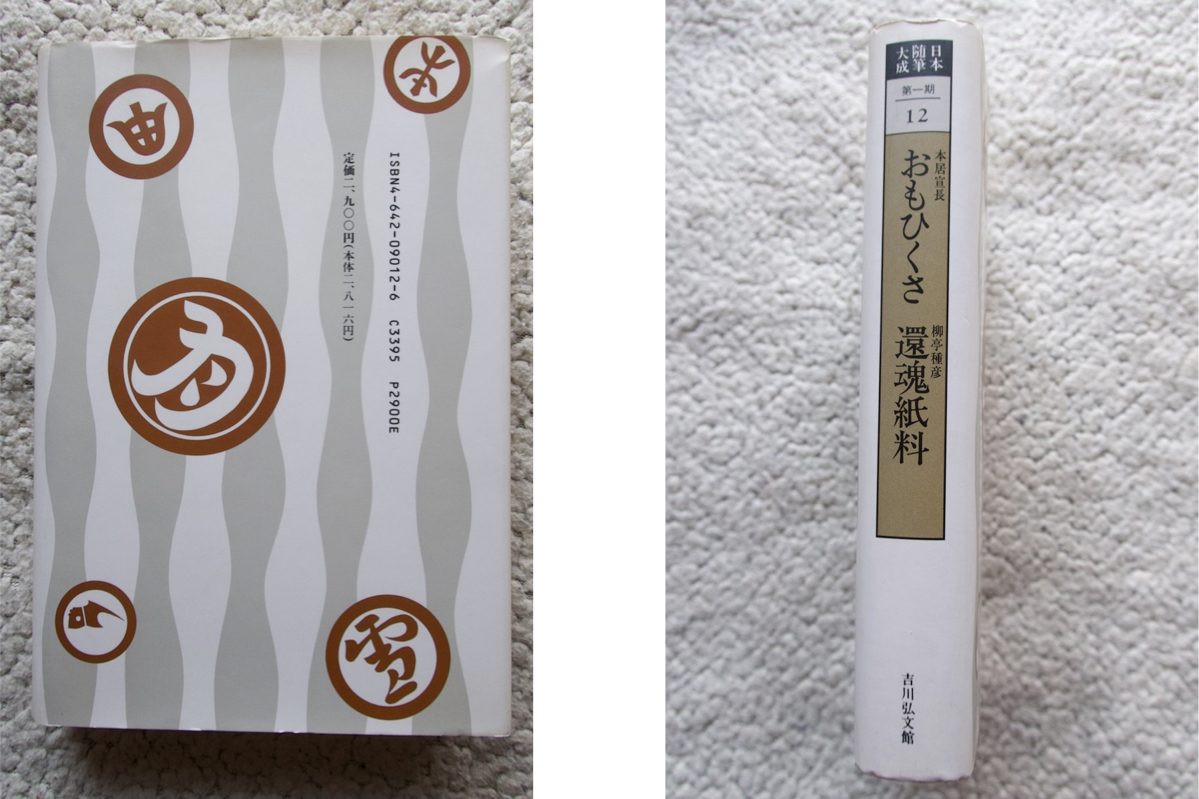 ISBN4-642-09012-6 C3395 P2900E
定価二、九〇〇円(本体二、八一六円)
雪
日本
随筆
大成
第一期
12
本居宣長
おもひくさ
柳亭種彦
還魂紙料
吉川弘文館